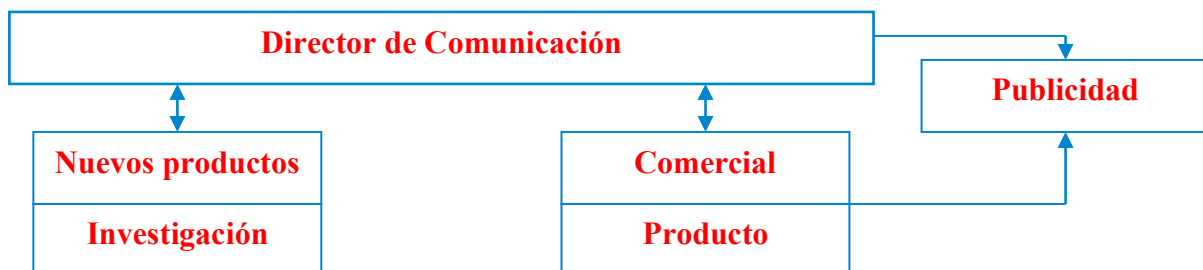 Director de Comunicación
Publicidad
Nuevos productos
Comercial
Investigación
Producto